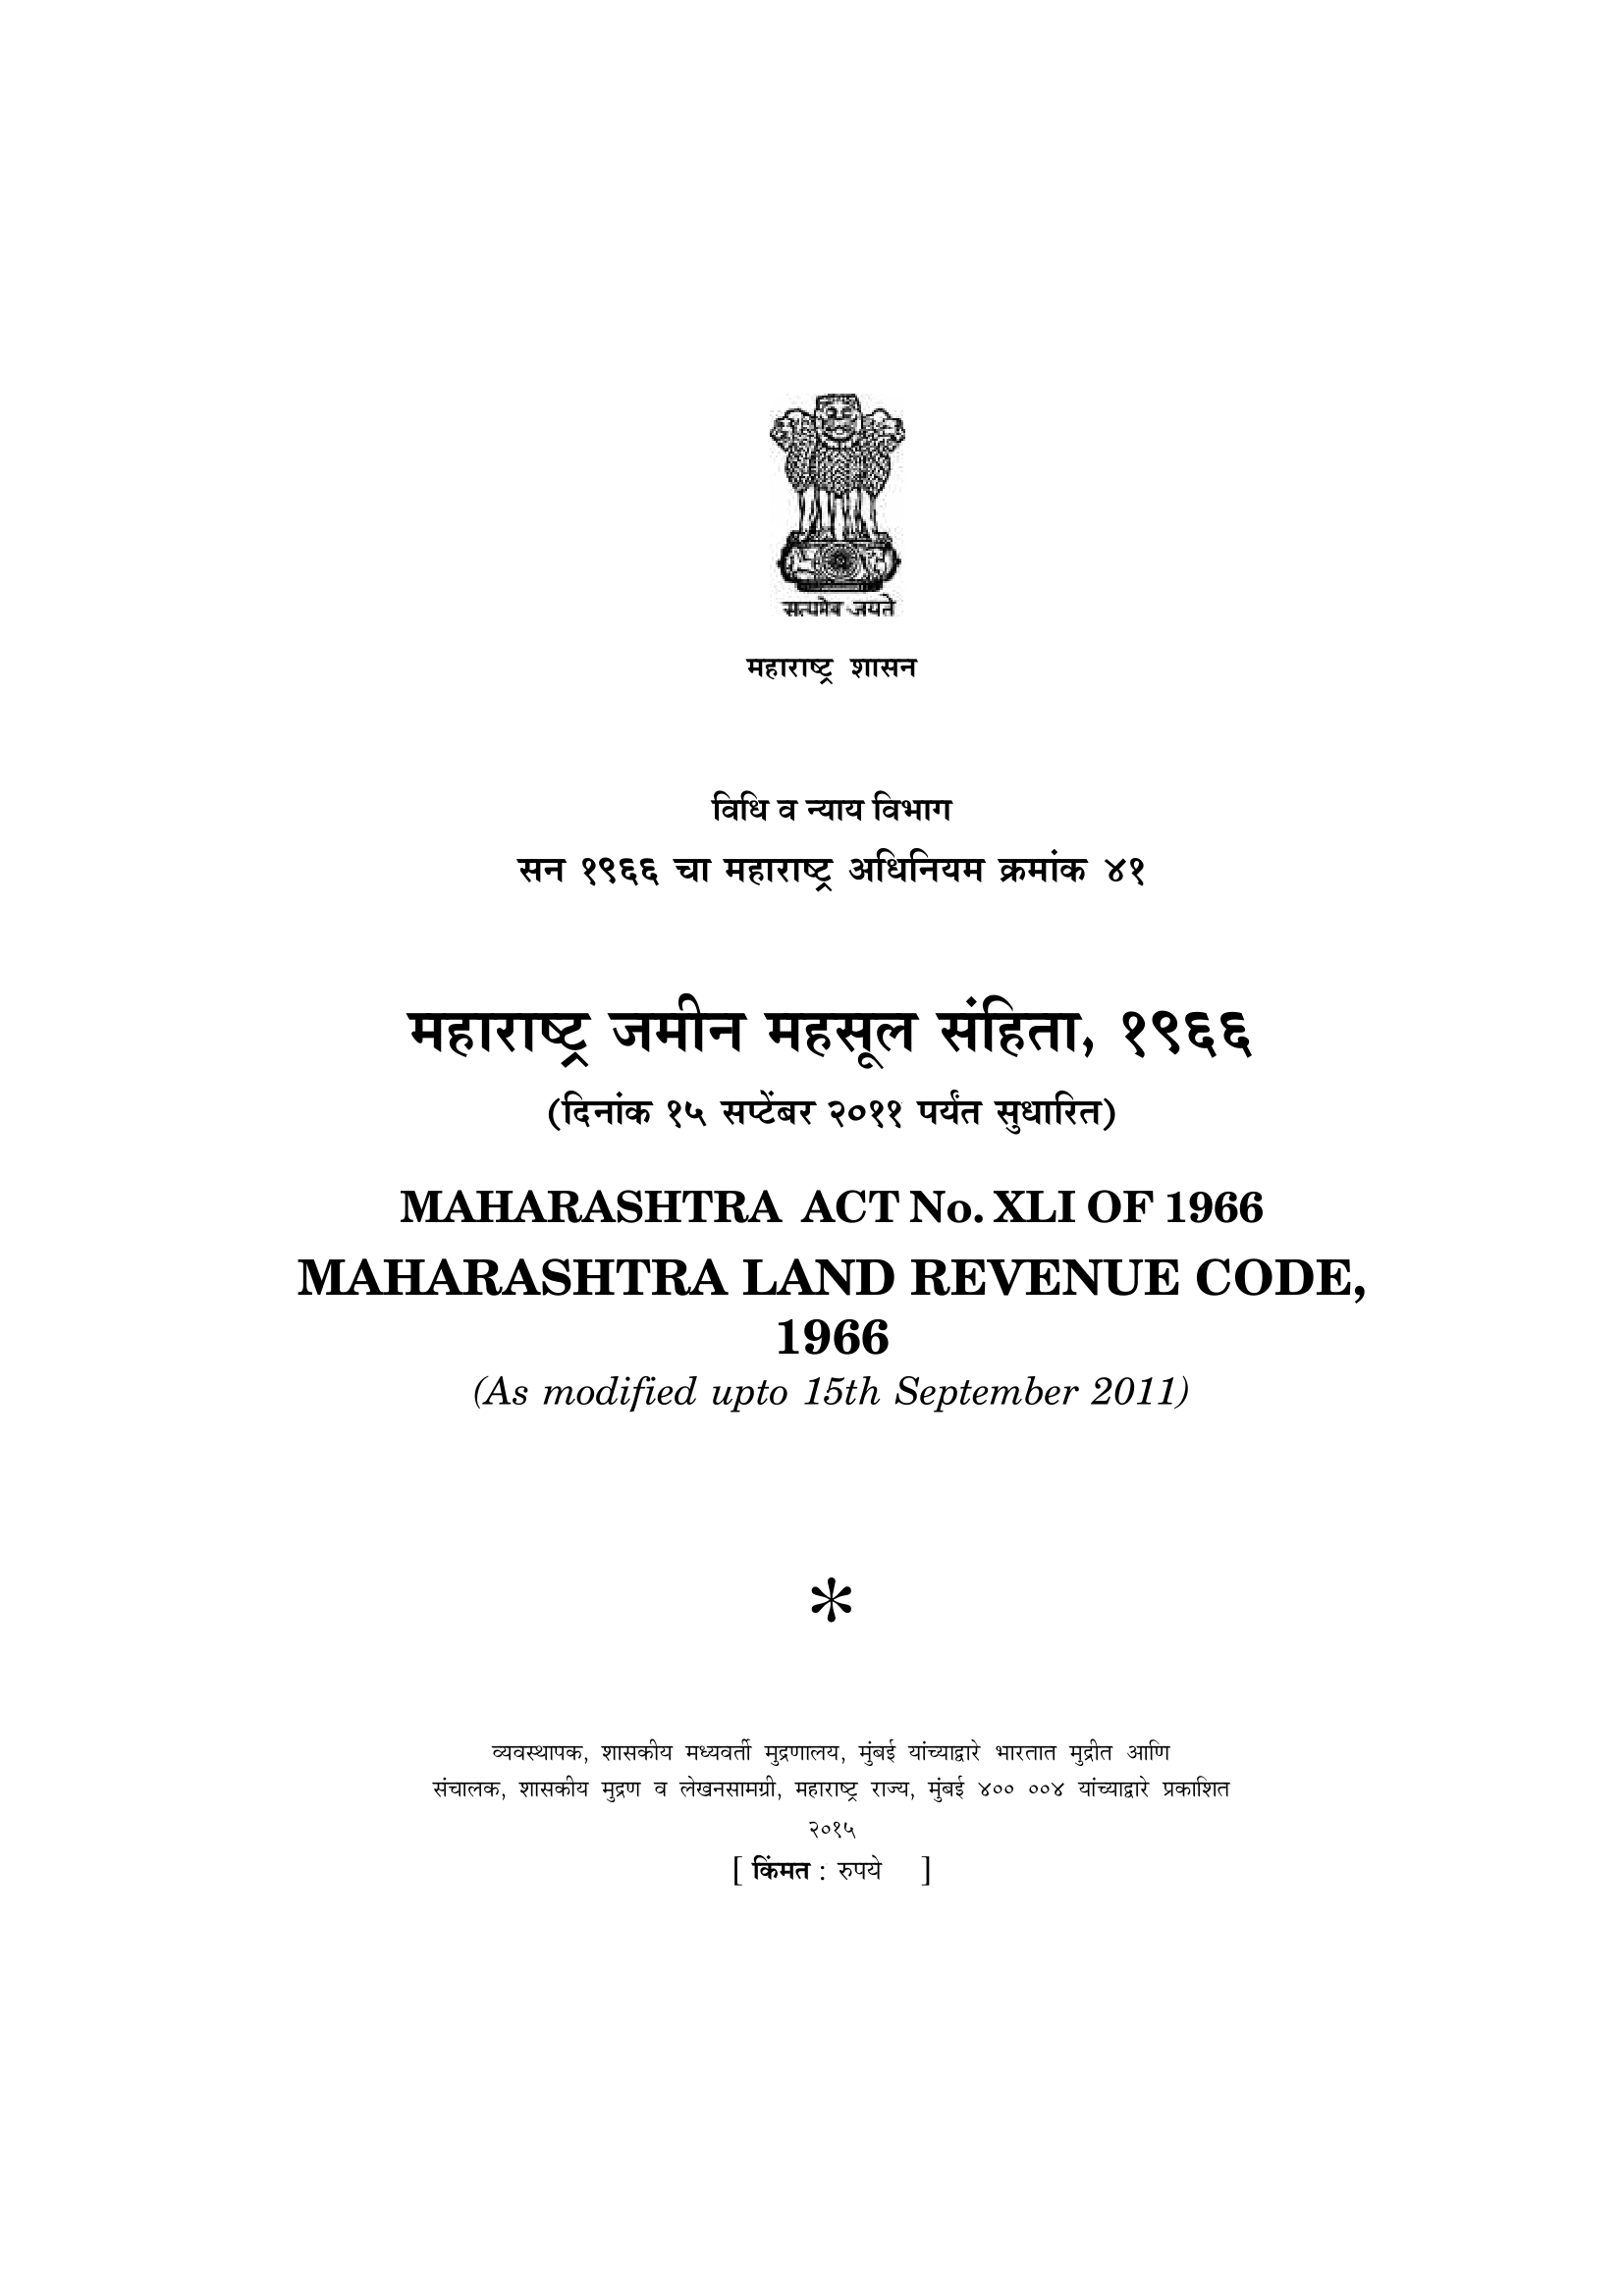 सत्यमेव जयते
महाराष्ट्र शासन
विधि व न्याय विभाग
सन १९६६ चा महाराष्ट्र अधिनियम क्रमांक ४१
महाराष्ट्र जमीन महसूल संहिता, १९६६
(दिनांक १५ सप्टेंबर २०११ पर्यंत सुधारित)
MAHARASHTRA ACT No. XLI OF 1966
MAHARASHTRA LAND REVENUE CODE,
1966
(As modified upto 15th September 2011)
*
व्यवस्थापक, शासकीय मध्यवर्ती मुद्रणालय, मुंबई यांच्याद्वारे भारतात मुद्रीत आणि
संचालक, शासकीय मुद्रण व लेखनसामग्री, महाराष्ट्र राज्य, मुंबई ४०० ००४ यांच्याद्वारे प्रकाशित
२०१५
[ किंमत : रुपये ]